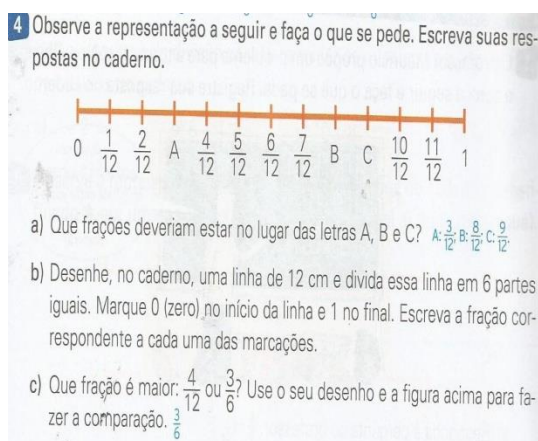 4 Observe a representação a seguir e faça o que se pede. Escreva suas res-
postas no caderno.
0 1/12 2/12 A 4/12 5/12 6/12 7/12 B C 10/12 11/12 1
a) Que frações deveriam estar no lugar das letras A, B e C? A: 3/12; B: 8/12; C: 9/12.
b) Desenhe, no caderno, uma linha de 12 cm e divida essa linha em 6 partes
iguais. Marque 0 (zero) no início da linha e 1 no final. Escreva a fração cor-
respondente a cada uma das marcações.
c) Que fração é maior: 4/12 ou 3/6? Use o seu desenho e a figura acima para fa-
zer a comparação. 3/6